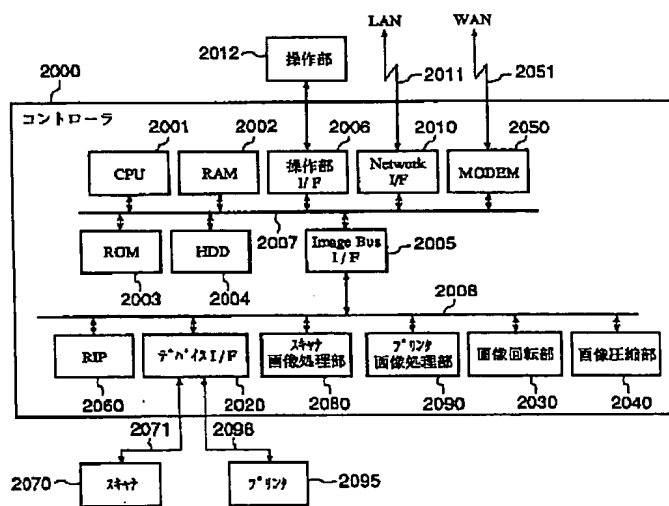 LAN
WAN
2012
操作部
2011
2051
2000
コントローラ
2001
2002
2006
2010
2050
CPU
RAM
操作部
I/F
Network
I/F
MODEM
2007
ROM
HDD
Image Bus
I/F
2005
2003
2004
2008
RIP
デバイスI/F
スキャナ
画像処理部
プリンタ
画像処理部
画像回転部
画像圧縮部
2060
2020
2080
2090
2030
2040
2071
2098
2070
スキャナ
プリンタ
2095